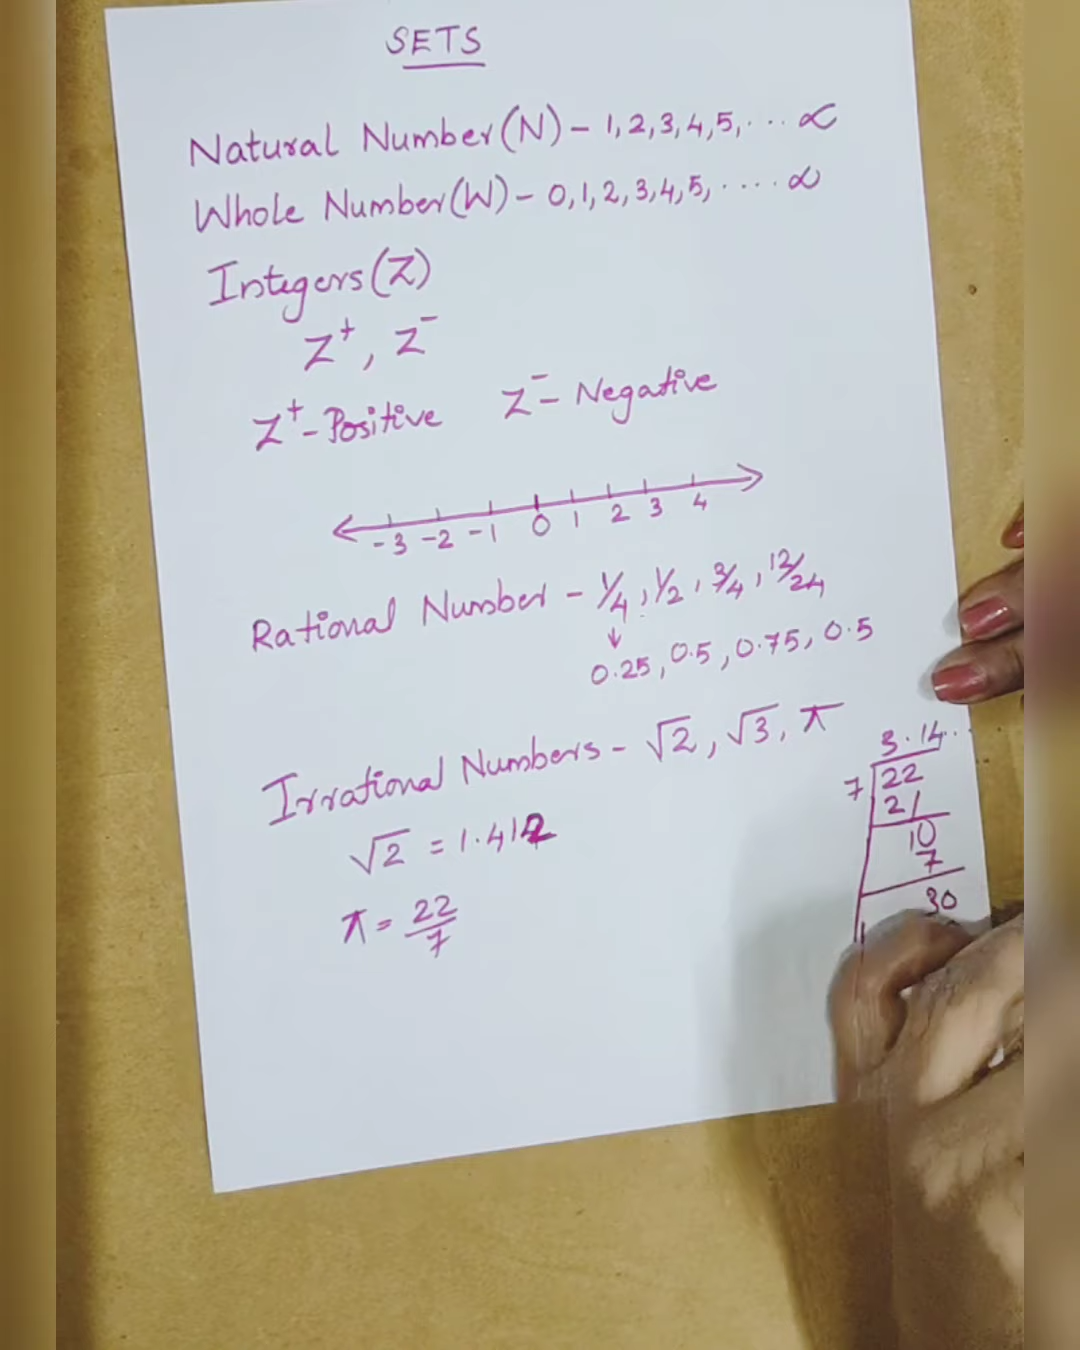 SETS
Natural Number(N) - 1,2,3,4,5,.... ∝
Whole Number(W) - 0,1,2,3,4,5,..... ∞
Integers(Z)
Z⁺, Z⁻
Z⁺- Positive Z⁻- Negative
-3 -2 -1 0 1 2 3 4
Rational Number - 1/4, 1/2, 3/4, 12/24
↓
0.25, 0.5, 0.75, 0.5
Irrational Numbers - √2, √3, π
√2 = 1.412
π = 22/7
3.14..
7 22
21
10
7
30